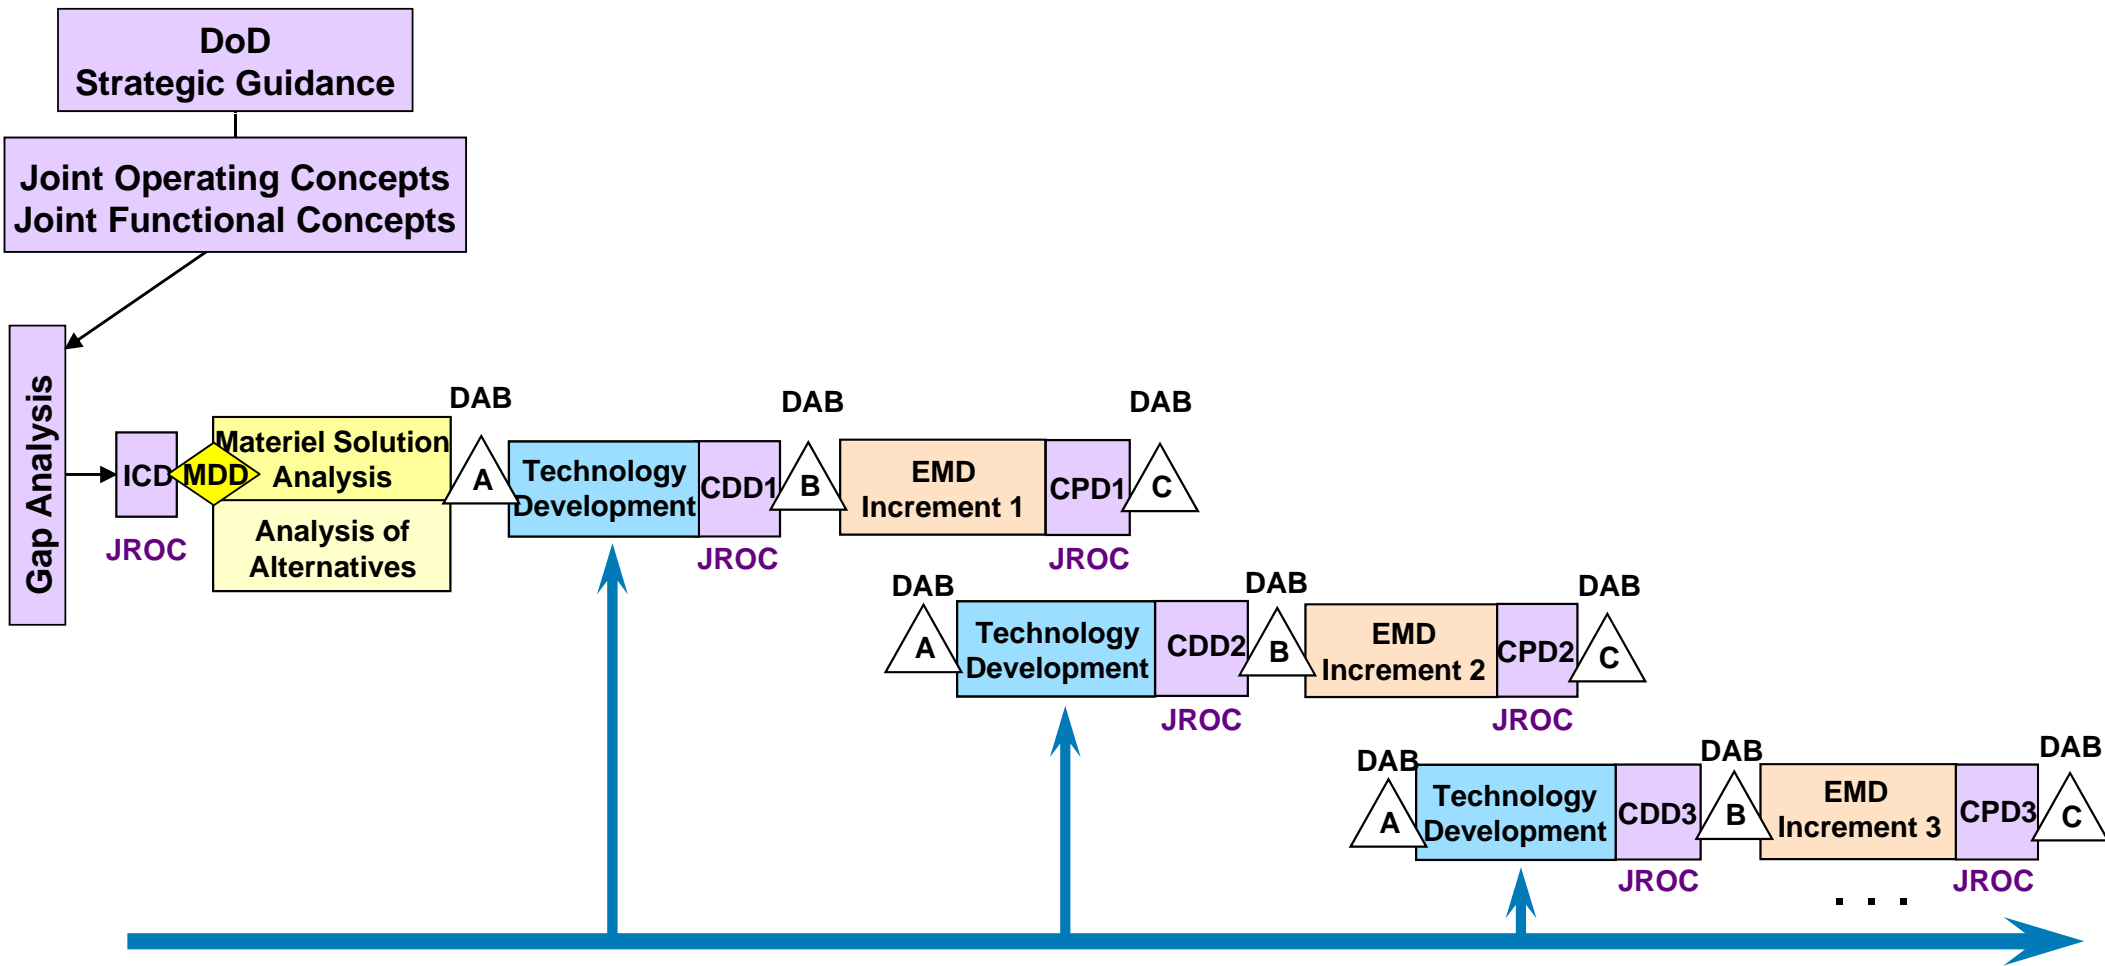 DoD
Strategic Guidance
Joint Operating Concepts
Joint Functional Concepts
Gap Analysis
ICD
JROC
MDD
Materiel Solution
Analysis
Analysis of
Alternatives
DAB
A
Technology
Development
CDD1
JROC
DAB
B
EMD
Increment 1
CPD1
JROC
DAB
C
DAB
A
Technology
Development
CDD2
JROC
DAB
B
EMD
Increment 2
CPD2
JROC
DAB
C
DAB
A
Technology
Development
CDD3
JROC
DAB
B
EMD
Increment 3
CPD3
JROC
DAB
C
. . .